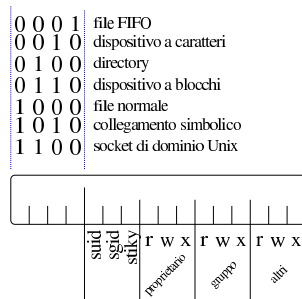 0 0 0 1 file FIFO
0 0 1 0 dispositivo a caratteri
0 1 0 0 directory
0 1 1 0 dispositivo a blocchi
1 0 0 0 file normale
1 0 1 0 collegamento simbolico
1 1 0 0 socket di dominio Unix
suid sgid stiky r w x r w x r w x
proprietario gruppo altri